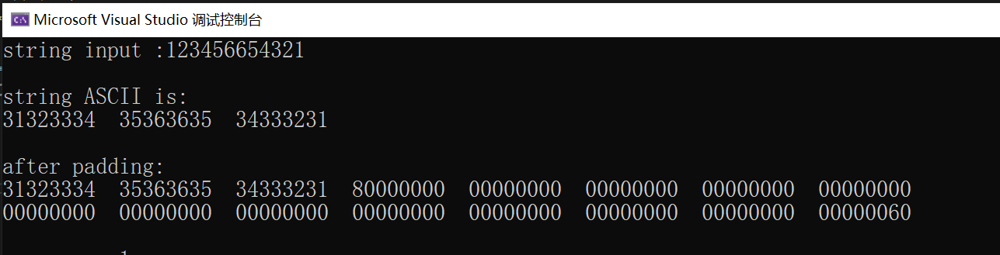 Microsoft Visual Studio 调试控制台
string input :123456654321
string ASCII is:
31323334 35363635 34333231
after padding:
31323334 35363635 34333231 80000000 00000000 00000000 00000000 00000000
00000000 00000000 00000000 00000000 00000000 00000000 00000000 00000060